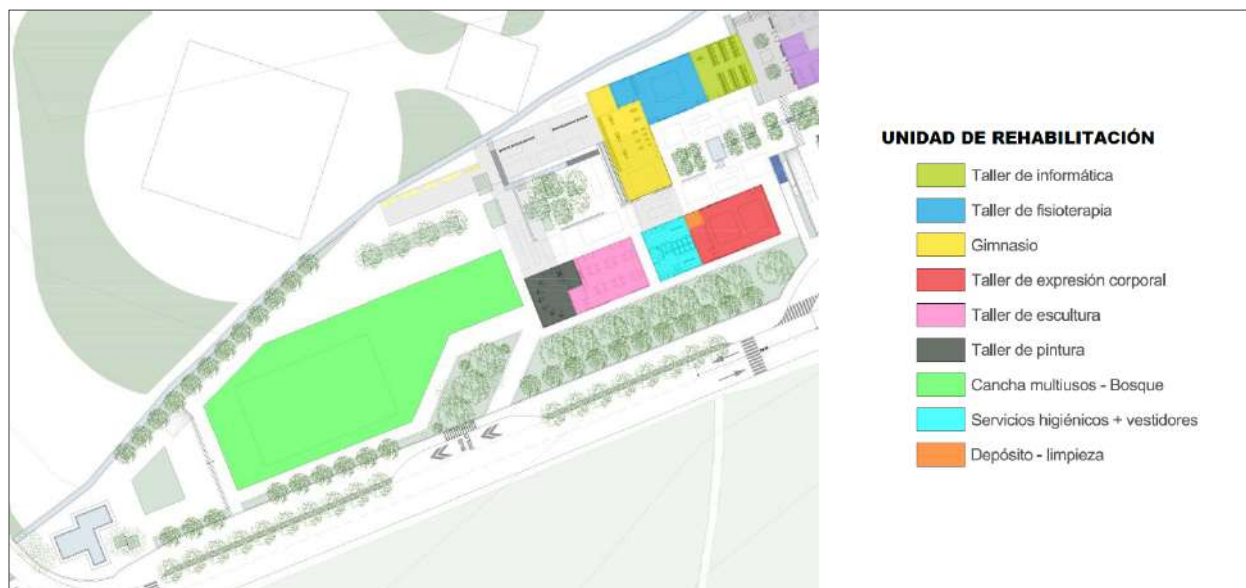 UNIDAD DE REHABILITACIÓN
Taller de informática
Taller de fisioterapia
Gimnasio
Taller de expresión corporal
Taller de escultura
Taller de pintura
Cancha multiusos - Bosque
Servicios higiénicos + vestidores
Depósito - limpieza